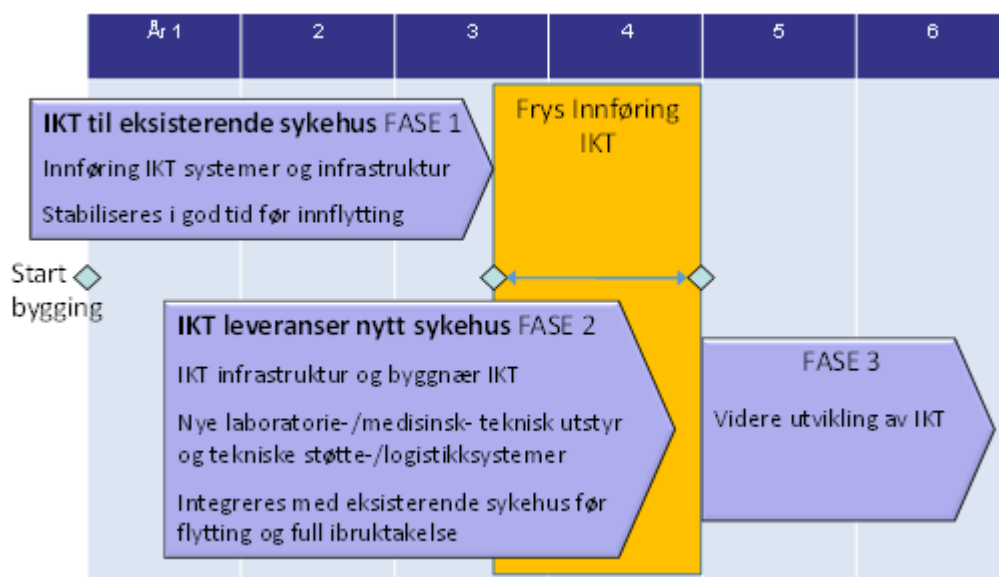 År 1 2 3 4 5 6
IKT til eksisterende sykehus FASE 1
Innføring IKT systemer og infrastruktur
Stabiliseres i god tid før innflytting
Frys Innføring
IKT
Start
bygging
IKT leveranser nytt sykehus FASE 2
IKT infrastruktur og byggnær IKT
Nye laboratorie-/medisinsk- teknisk utstyr
og tekniske støtte-/logistikksystemer
Integreres med eksisterende sykehus før
flytting og full ibruktakelse
FASE 3
Videre utvikling av IKT